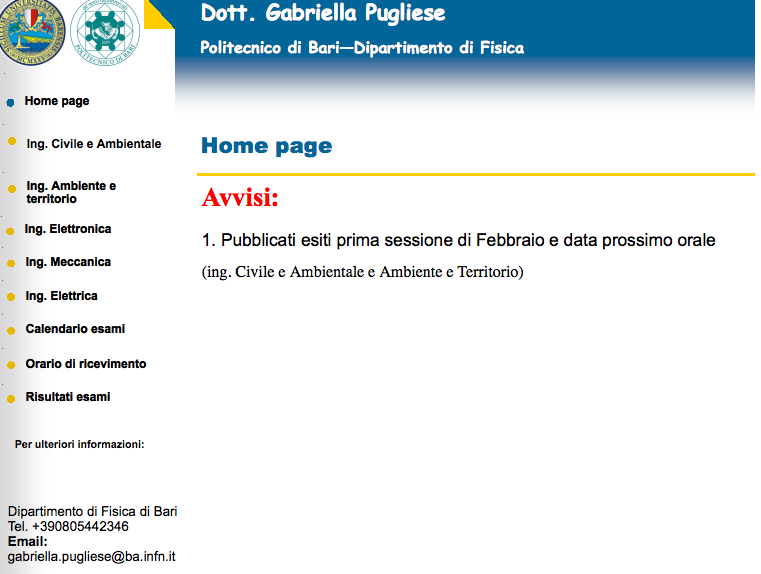 Dott. Gabriella Pugliese
Politecnico di Bari—Dipartimento di Fisica
Home page
Ing. Civile e Ambientale
Ing. Ambiente e
territorio
Ing. Elettronica
Ing. Meccanica
Ing. Elettrica
Calendario esami
Orario di ricevimento
Risultati esami
Per ulteriori informazioni:
Dipartimento di Fisica di Bari
Tel. +390805442346
Email:
gabriella.pugliese@ba.infn.it
Home page
Avvisi:
1. Pubblicati esiti prima sessione di Febbraio e data prossimo orale
(ing. Civile e Ambientale e Ambiente e Territorio)
POLITECNICO DI BARI